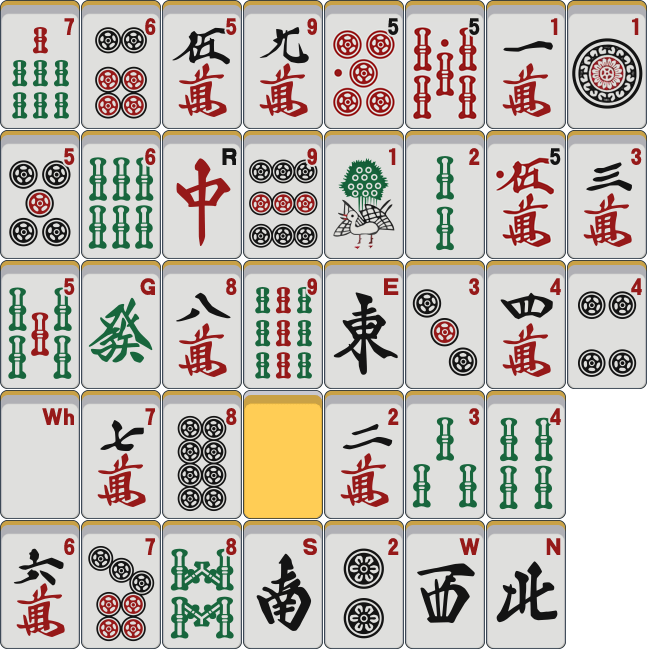 7 6 5 伍萬 9 九萬 5 5 1 一萬 1
5 6 R 中 9 1 2 5 伍萬 3 三萬
5 G 發 8 八萬 9 E 東 3 4 四萬 4
Wh 7 七萬 8 2 二萬 3 4
6 六萬 7 8 S 南 2 W 西 N 北